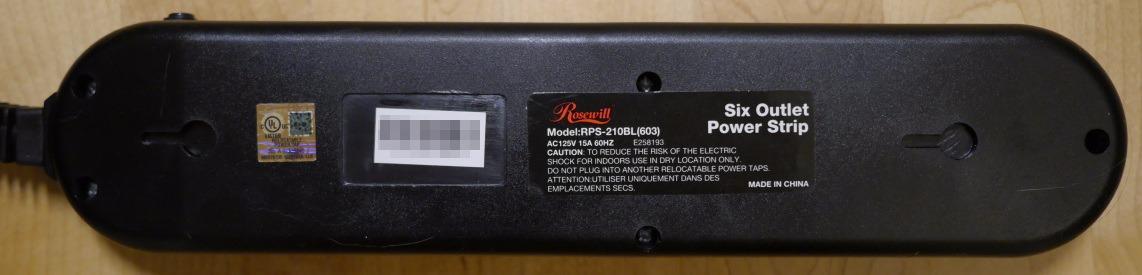 UL
Rosewill
Six Outlet
Power Strip
Model:RPS-210BL(603)
AC125V 15A 60HZ E258193
CAUTION: TO REDUCE THE RISK OF THE ELECTRIC
SHOCK FOR INDOORS USE IN DRY LOCATION ONLY.
DO NOT PLUG INTO ANOTHER RELOCATABLE POWER TAPS.
ATTENTION:UTILISER UNIQUEMENT DANS DES
EMPLACEMENTS SECS.
MADE IN CHINA